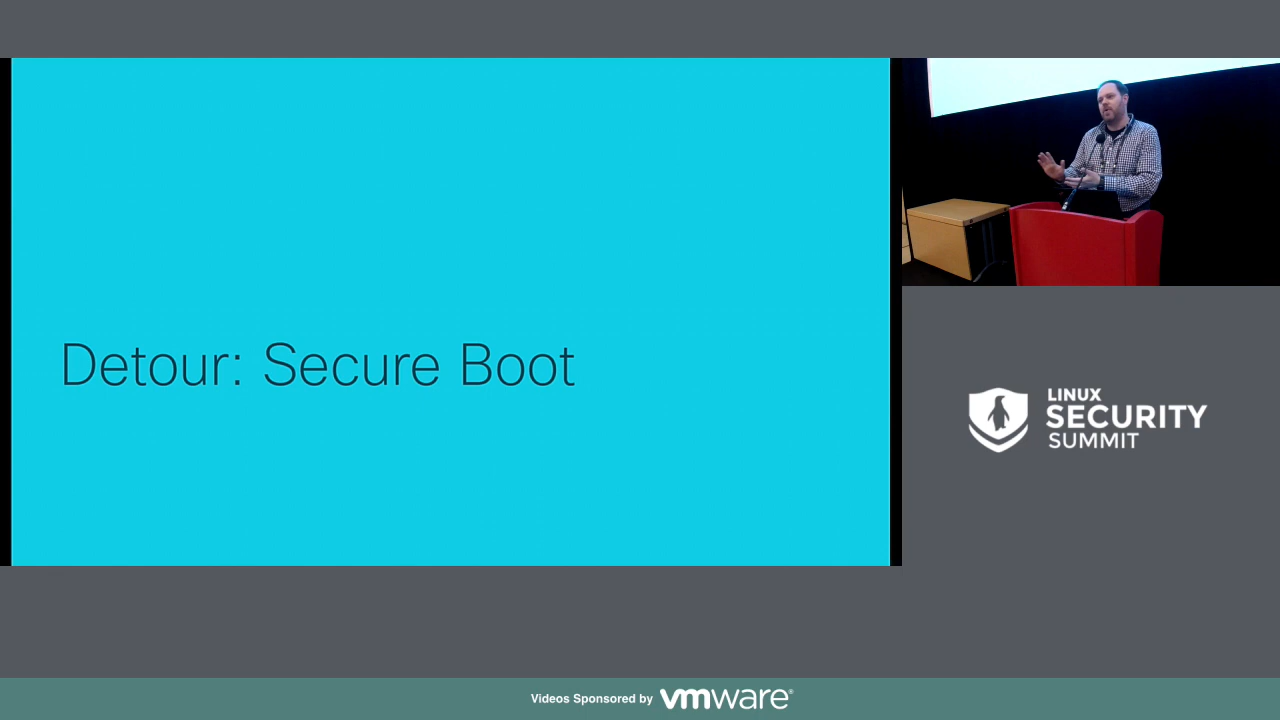 Detour: Secure Boot
LINUX
SECURITY
SUMMIT
Videos Sponsored by vmware®